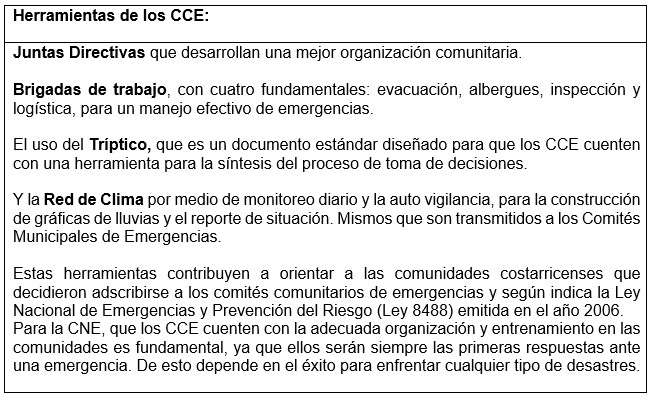 Herramientas de los CCE:
Juntas Directivas que desarrollan una mejor organización comunitaria.
Brigadas de trabajo, con cuatro fundamentales: evacuación, albergues, inspección y
logística, para un manejo efectivo de emergencias.
El uso del Tríptico, que es un documento estándar diseñado para que los CCE cuenten
con una herramienta para la síntesis del proceso de toma de decisiones.
Y la Red de Clima por medio de monitoreo diario y la auto vigilancia, para la construcción
de gráficas de lluvias y el reporte de situación. Mismos que son transmitidos a los Comités
Municipales de Emergencias.
Estas herramientas contribuyen a orientar a las comunidades costarricenses que
decidieron adscribirse a los comités comunitarios de emergencias y según indica la Ley
Nacional de Emergencias y Prevención del Riesgo (Ley 8488) emitida en el año 2006.
Para la CNE, que los CCE cuenten con la adecuada organización y entrenamiento en las
comunidades es fundamental, ya que ellos serán siempre las primeras respuestas ante
una emergencia. De esto depende en el éxito para enfrentar cualquier tipo de desastres.